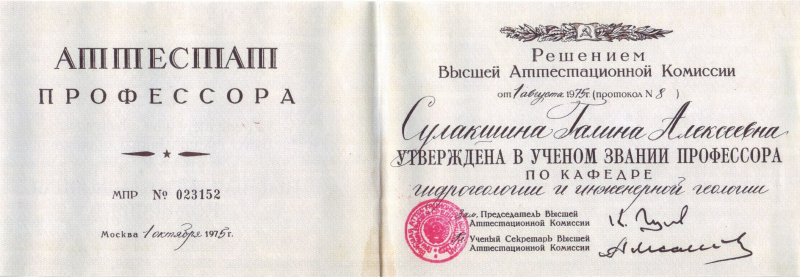 АТТЕСТАТ
ПРОФЕССОРА
МПР № 023152
Москва 1 октября 1975 г.
Решением
Высшей Аттестационной Комиссии
от 1 августа 1975 г. (протокол № 8 )
Сулакшина Галина Алексеевна
УТВЕРЖДЕНА В УЧЕНОМ ЗВАНИИ ПРОФЕССОРА
ПО КАФЕДРЕ
гидрогеологии и инженерной геологии
Зам. Председатель Высшей
Аттестационной Комиссии
Ученый Секретарь Высшей
Аттестационной Комиссии